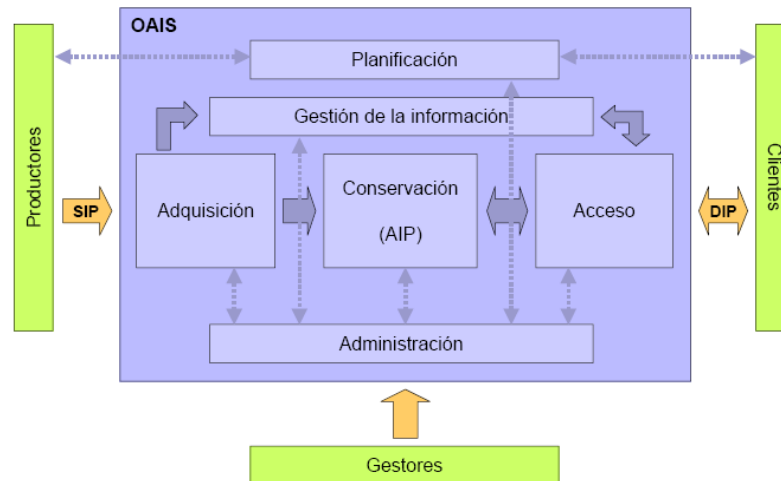 OAIS
Planificación
Gestión de la información
Productores
SIP
Adquisición
Conservación
(AIP)
Acceso
DIP
Clientes
Administración
Gestores